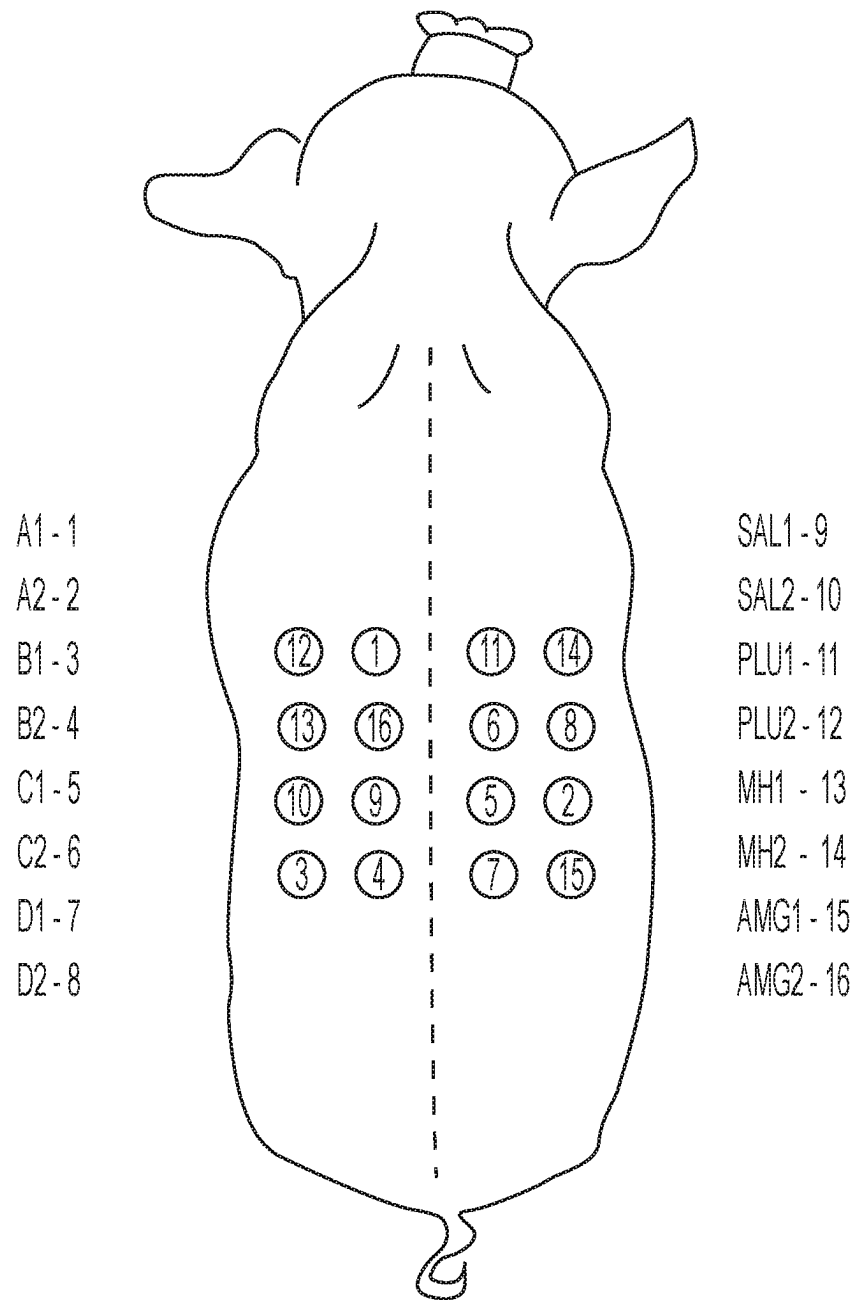 A1 - 1
A2 - 2
B1 - 3
B2 - 4
C1 - 5
C2 - 6
D1 - 7
D2 - 8
12 1 11 14
13 16 6 8
10 9 5 2
3 4 7 15
SAL1 - 9
SAL2 - 10
PLU1 - 11
PLU2 - 12
MH1 - 13
MH2 - 14
AMG1 - 15
AMG2 - 16